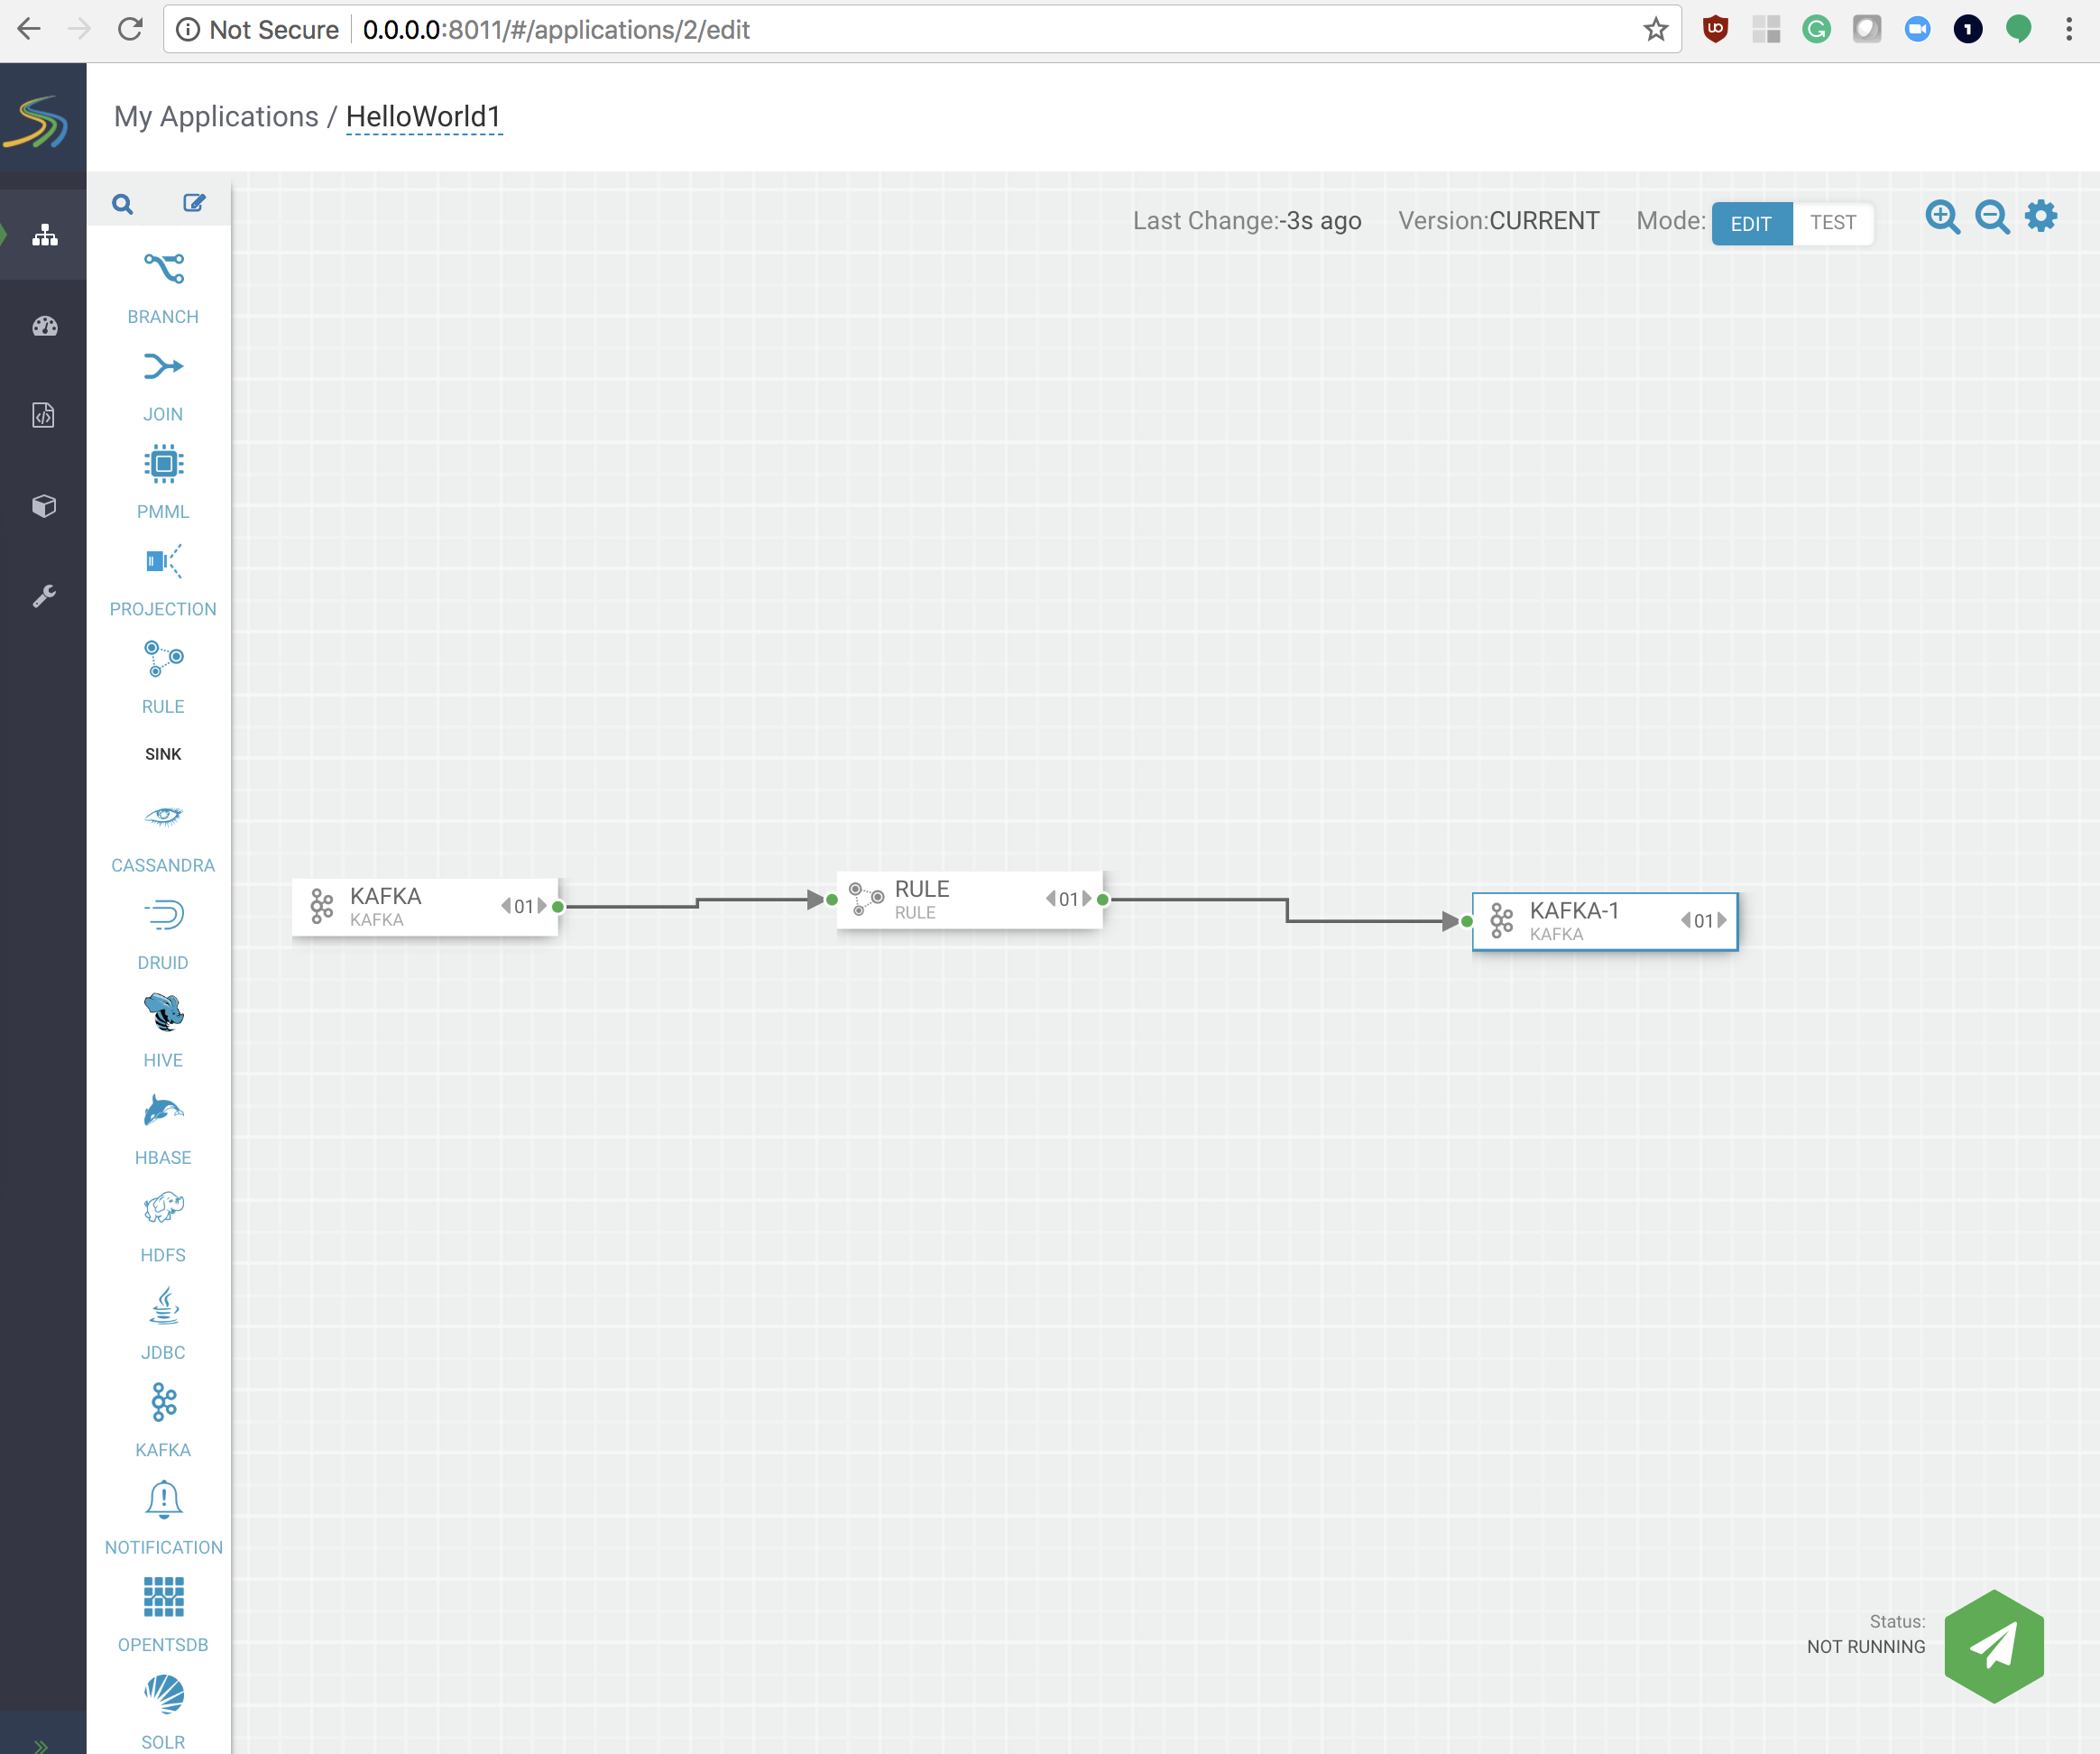 Not Secure 0.0.0.0:8011/#/applications/2/edit
My Applications / HelloWorld1
Last Change:-3s ago Version:CURRENT Mode: EDIT TEST
BRANCH
JOIN
PMML
PROJECTION
RULE
SINK
CASSANDRA
DRUID
HIVE
HBASE
HDFS
JDBC
KAFKA
NOTIFICATION
OPENTSDB
SOLR
KAFKA
KAFKA
01
RULE
RULE
01
KAFKA-1
KAFKA
01
Status:
NOT RUNNING